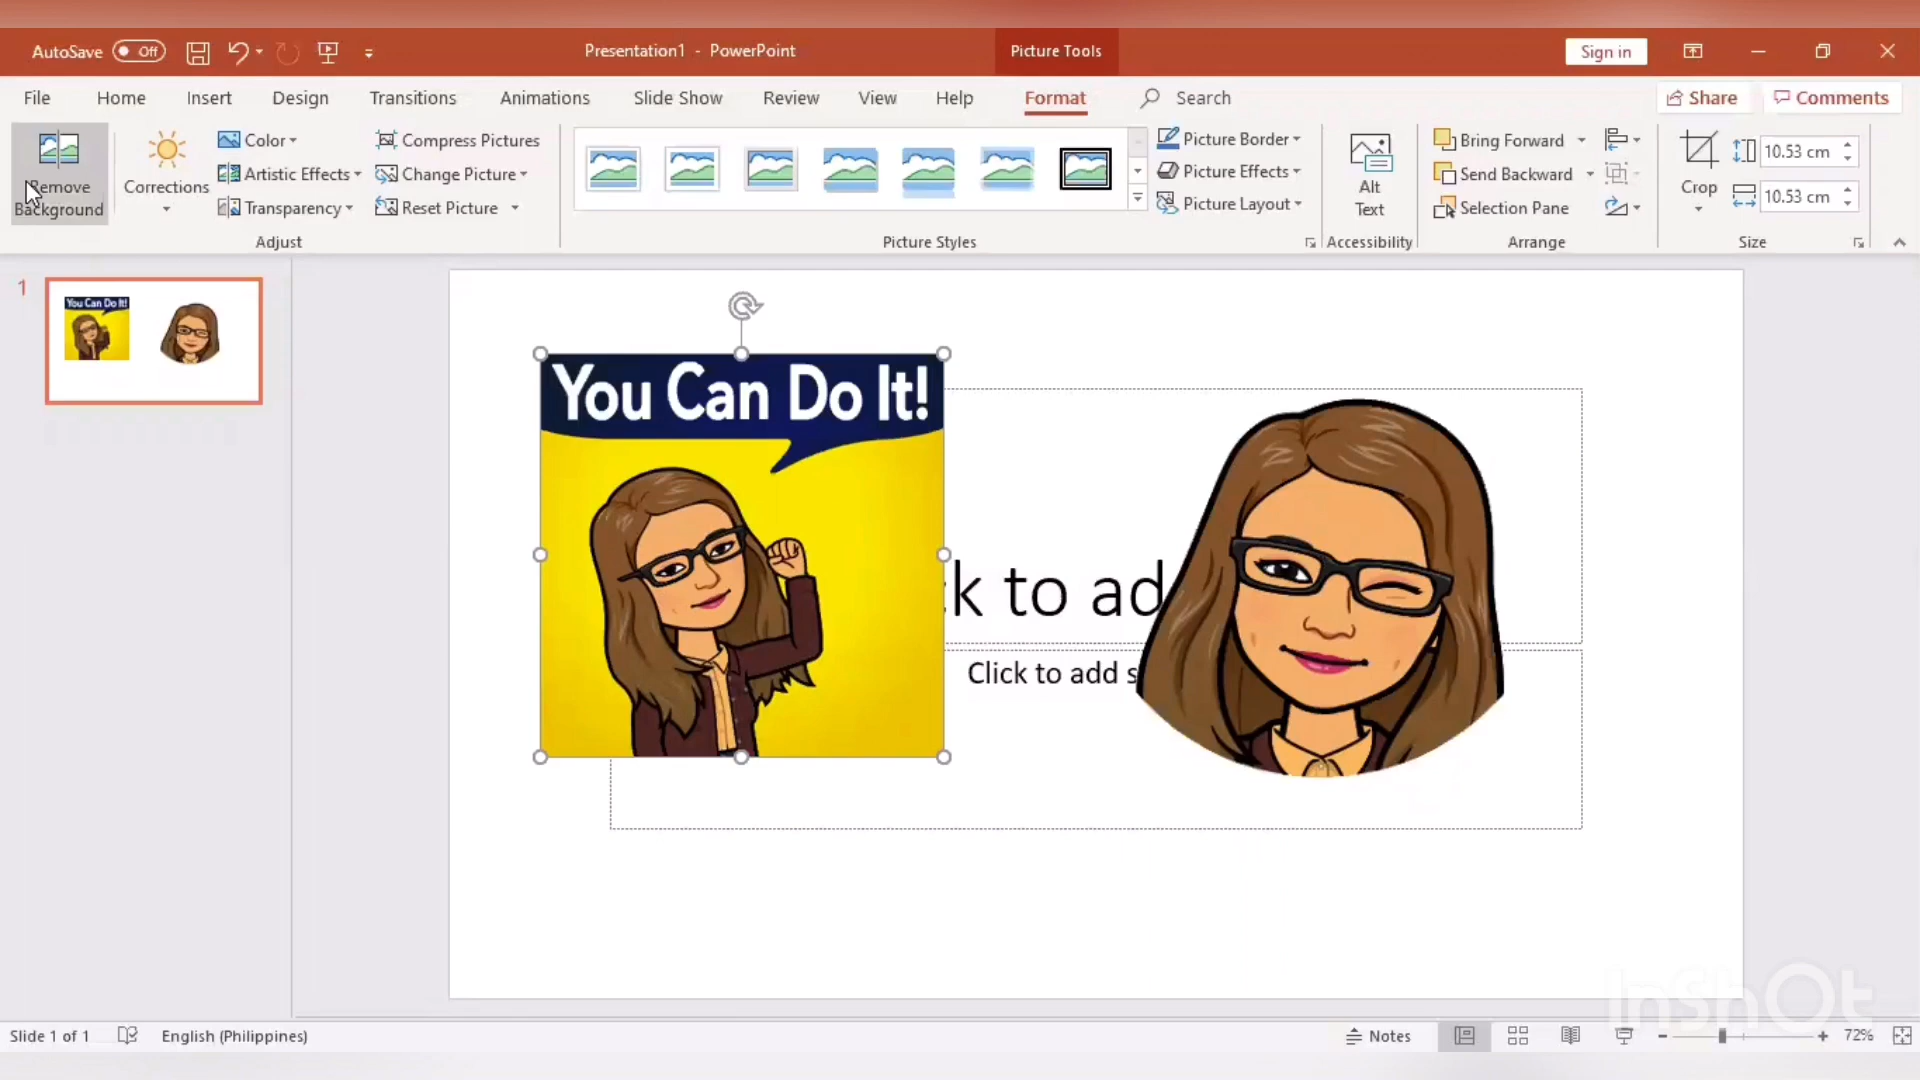 AutoSave Off
Presentation1 - PowerPoint
Picture Tools
Sign in
File Home Insert Design Transitions Animations Slide Show Review View Help Format Search
Share Comments
Remove Background
Corrections
Color
Artistic Effects
Transparency
Compress Pictures
Change Picture
Reset Picture
Adjust
Picture Styles
Picture Border
Picture Effects
Picture Layout
Alt Text
Accessibility
Bring Forward
Send Backward
Selection Pane
Arrange
Crop
10.53 cm
10.53 cm
Size
1
You Can Do It!
You Can Do It!
ck to ad
Click to add s
InShOt
Slide 1 of 1 English (Philippines)
Notes 72%